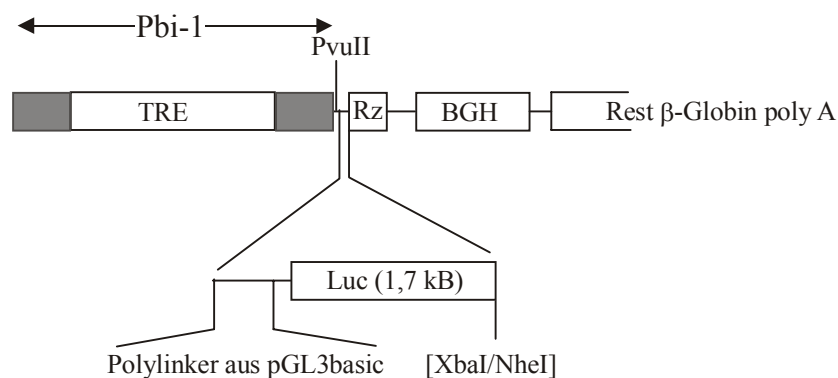 Pbi-1
PvuII
TRE
Rz
BGH
Rest β-Globin poly A
Luc (1,7 kB)
Polylinker aus pGL3basic
[XbaI/NheI]